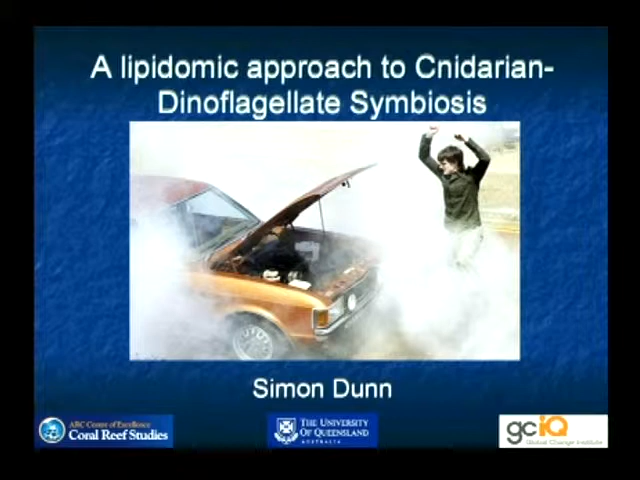 A lipidomic approach to Cnidarian-
Dinoflagellate Symbiosis
Simon Dunn
ARC Centre of Excellence
Coral Reef Studies
THE UNIVERSITY
OF QUEENSLAND
AUSTRALIA
gciQ
Global Change Institute